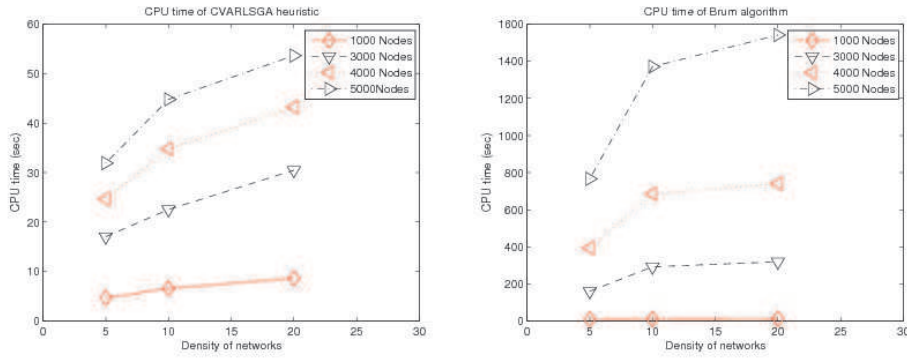 CPU time of CVARLSGA heuristic
60
50
40
30
20
10
0
0
5
10
15
20
25
30
CPU time (sec)
Density of networks
1000 Nodes
3000 Nodes
4000 Nodes
5000Nodes
CPU time of Brum algorithm
1600
1400
1200
1000
800
600
400
200
0
0
5
10
15
20
25
30
CPU time (sec)
Density of networks
1000 Nodes
3000 Nodes
4000 Nodes
5000 Nodes